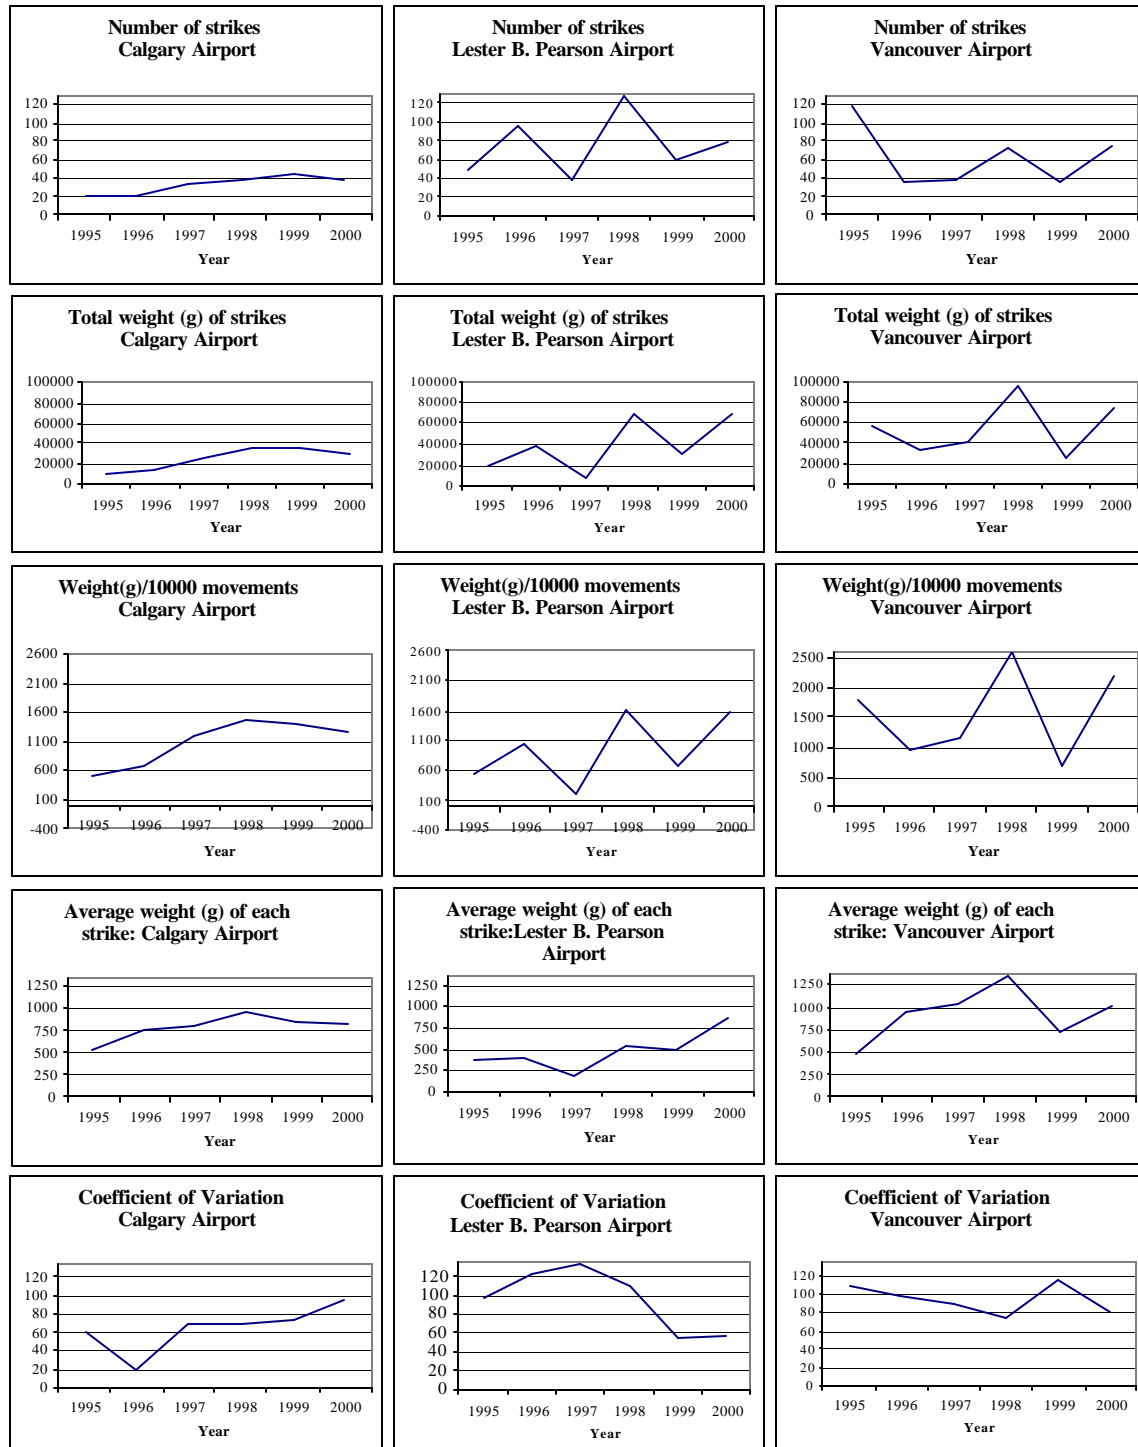 Number of strikes
Calgary Airport
120
100
80
60
40
20
0
1995 1996 1997 1998 1999 2000
Year
Number of strikes
Lester B. Pearson Airport
120
100
80
60
40
20
0
1995 1996 1997 1998 1999 2000
Year
Number of strikes
Vancouver Airport
120
100
80
60
40
20
0
1995 1996 1997 1998 1999 2000
Year
Total weight (g) of strikes
Calgary Airport
100000
80000
60000
40000
20000
0
1995 1996 1997 1998 1999 2000
Year
Total weight (g) of strikes
Lester B. Pearson Airport
100000
80000
60000
40000
20000
0
1995 1996 1997 1998 1999 2000
Year
Total weight (g) of strikes
Vancouver Airport
100000
80000
60000
40000
20000
0
1995 1996 1997 1998 1999 2000
Year
Weight(g)/10000 movements
Calgary Airport
2600
2100
1600
1100
600
100
-400
1995 1996 1997 1998 1999 2000
Year
Weight(g)/10000 movements
Lester B. Pearson Airport
2600
2100
1600
1100
600
100
-400
1995 1996 1997 1998 1999 2000
Year
Weight(g)/10000 movements
Vancouver Airport
2500
2000
1500
1000
500
0
1995 1996 1997 1998 1999 2000
Year
Average weight (g) of each
strike: Calgary Airport
1250
1000
750
500
250
0
1995 1996 1997 1998 1999 2000
Year
Average weight (g) of each
strike:Lester B. Pearson
Airport
1250
1000
750
500
250
0
1995 1996 1997 1998 1999 2000
Year
Average weight (g) of each
strike: Vancouver Airport
1250
1000
750
500
250
0
1995 1996 1997 1998 1999 2000
Year
Coefficient of Variation
Calgary Airport
120
100
80
60
40
20
0
1995 1996 1997 1998 1999 2000
Year
Coefficient of Variation
Lester B. Pearson Airport
120
100
80
60
40
20
0
1995 1996 1997 1998 1999 2000
Year
Coefficient of Variation
Vancouver Airport
120
100
80
60
40
20
0
1995 1996 1997 1998 1999 2000
Year